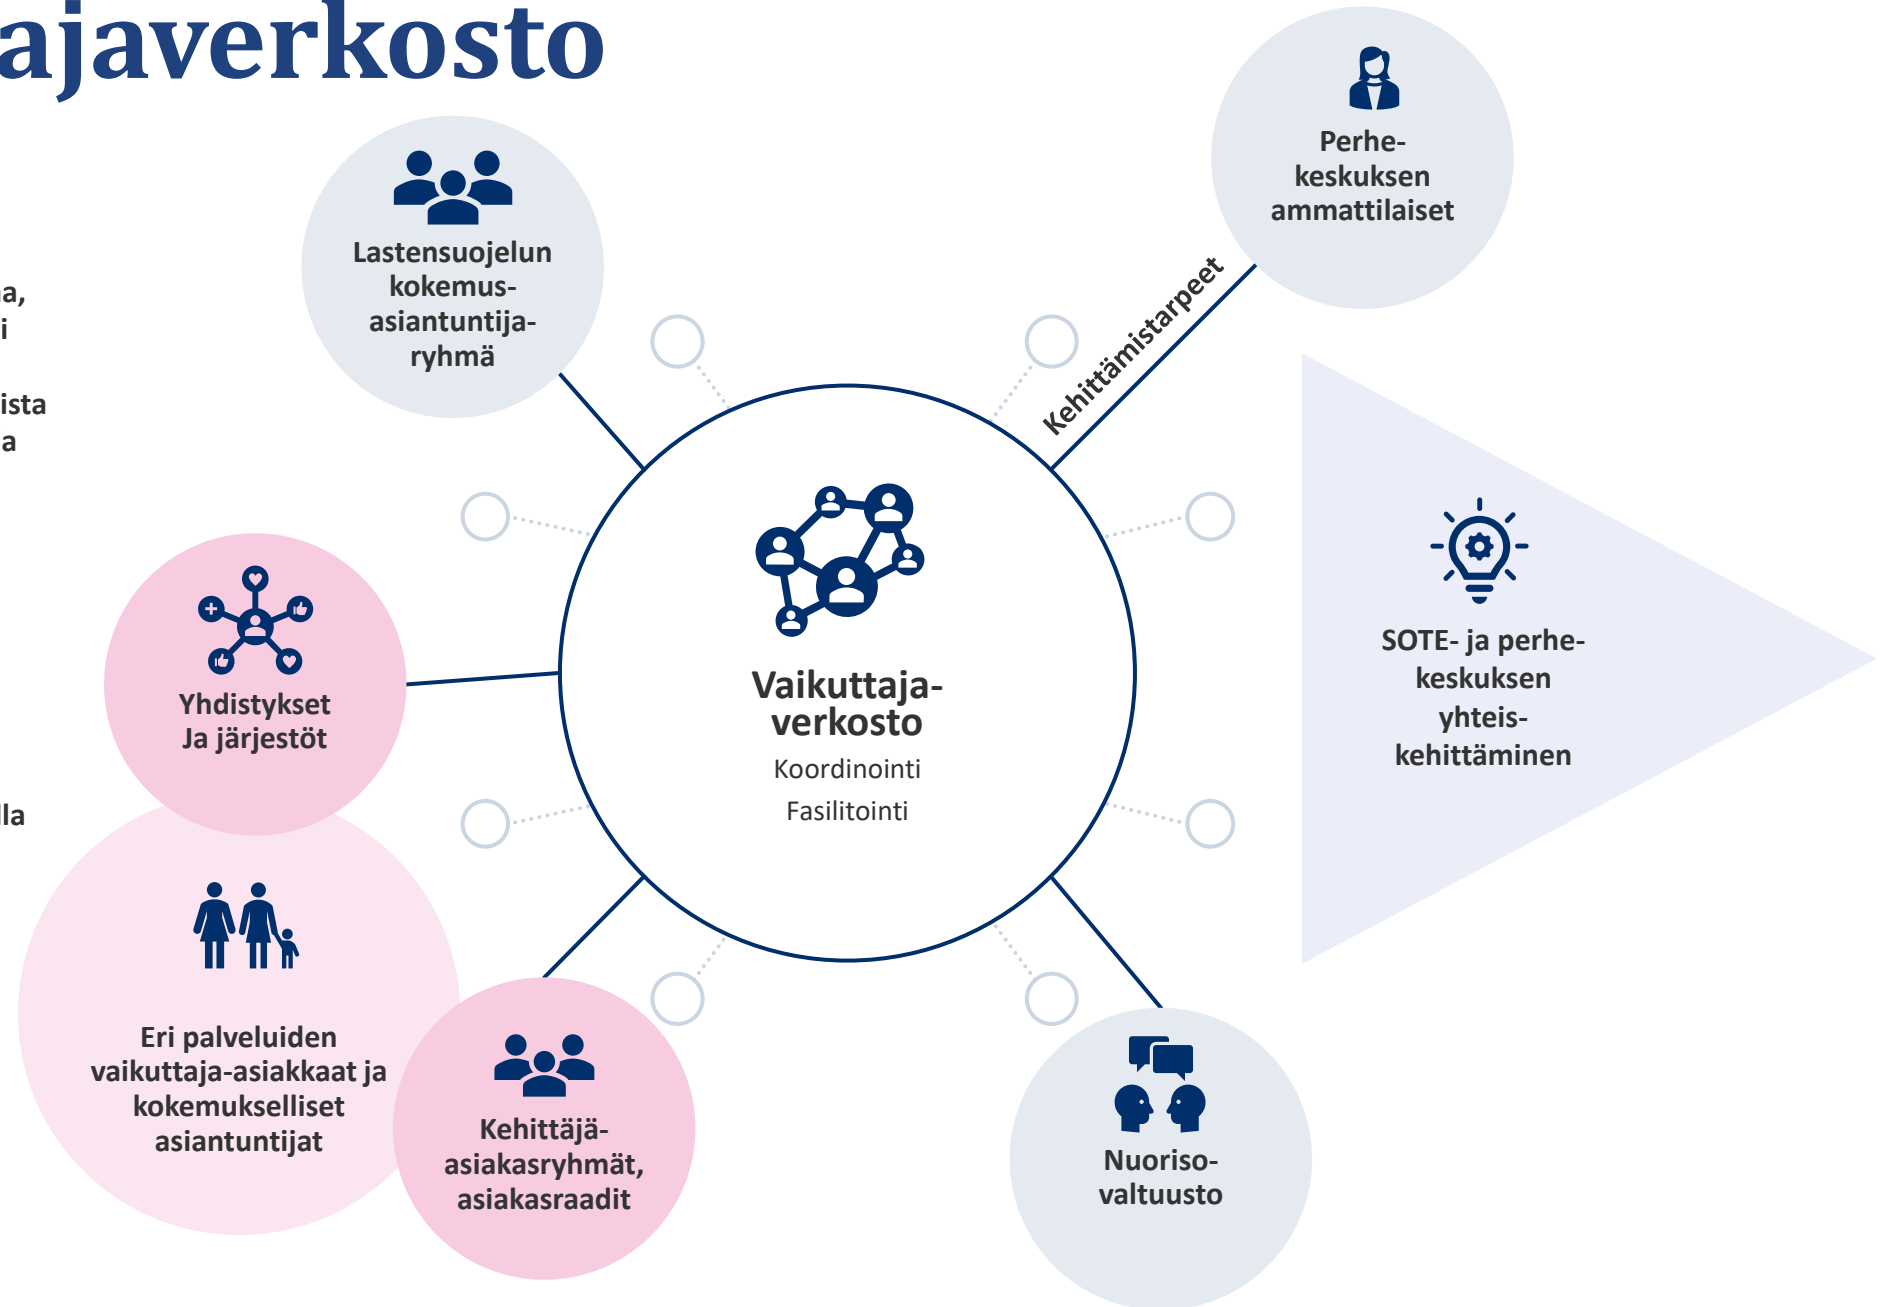 ajaverkosto
a,
i
ista
a
lla
Lastensuojelun
kokemus-
asiantuntija-
ryhmä
Perhe-
keskuksen
ammattilaiset
Kehittämistarpeet
Yhdistykset
Ja järjestöt
Vaikuttaja-
verkosto
Koordinointi
Fasilitointi
SOTE- ja perhe-
keskuksen
yhteis-
kehittäminen
Eri palveluiden
vaikuttaja-asiakkaat ja
kokemukselliset
asiantuntijat
Kehittäjä-
asiakasryhmät,
asiakasraadit
Nuoriso-
valtuusto